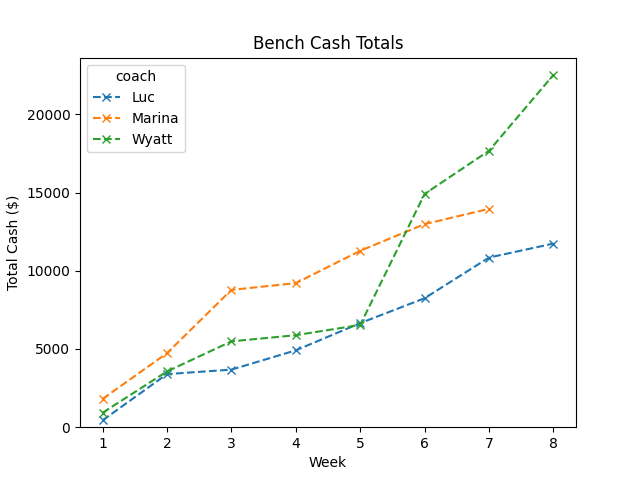 Bench Cash Totals
coach
Luc
Marina
Wyatt
Total Cash ($)
20000
15000
10000
5000
0
1 2 3 4 5 6 7 8
Week